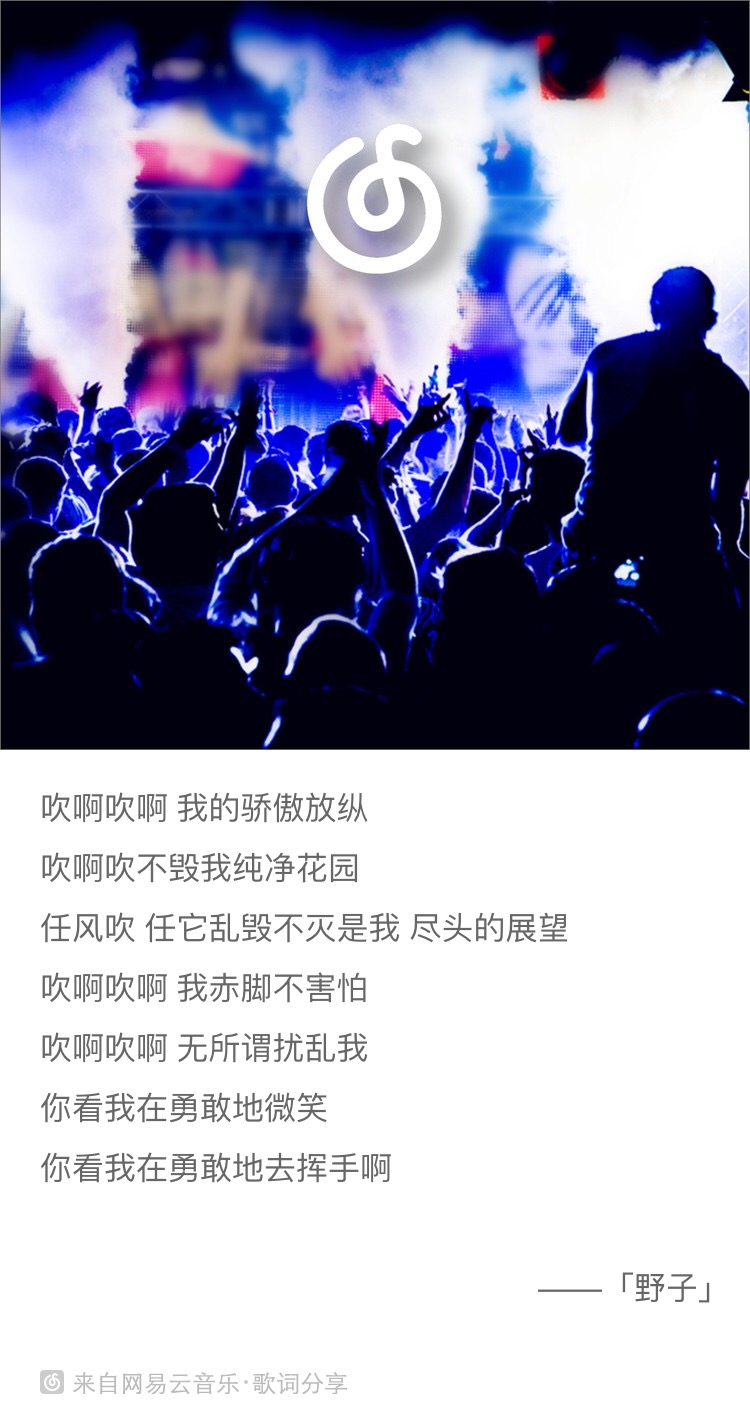 吹啊吹啊 我的骄傲放纵
吹啊吹不毁我纯净花园
任风吹 任它乱毁不灭是我 尽头的展望
吹啊吹啊 我赤脚不害怕
吹啊吹啊 无所谓扰乱我
你看我在勇敢地微笑
你看我在勇敢地去挥手啊
——「野子」
来自网易云音乐·歌词分享